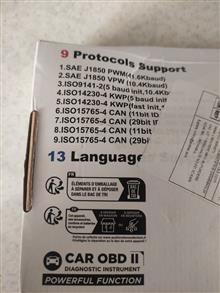 9 Protocols Support
1.SAE J1850 PWM(41.6Kbaud)
2.SAE J1850 VPW (10.4Kbaud)
3.ISO9141-2(5 baud init,10.4Kb
4.ISO14230-4 KWP(5 baud init
5.ISO14230-4 KWP(fast init,
6.ISO15765-4 CAN (11bit ID
7.ISO15765-4 CAN (29bit I
8.ISO15765-4 CAN (11bit
9.ISO15765-4 CAN (29bi
13 Language
FR
ÉLÉMENTS D'EMBALLAGE
À SÉPARER ET À DÉPOSER
DANS LE BAC DE TRI
FR
CAR OBD II
DIAGNOSTIC INSTRUMENT
POWERFUL FUNCTION